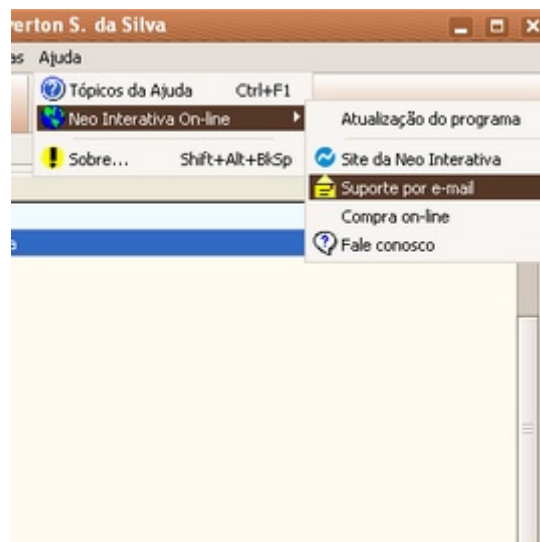 erton S. da Silva
as Ajuda
Tópicos da Ajuda Ctrl+F1
Neo Interativa On-line
Sobre... Shift+Alt+BkSp
Atualização do programa
Site da Neo Interativa
Suporte por e-mail
Compra on-line
Fale conosco
a